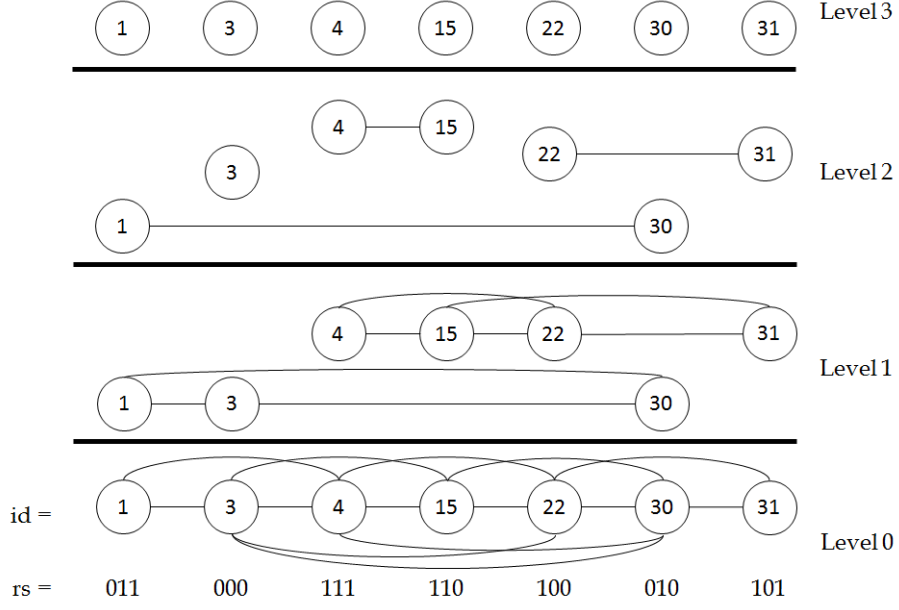 1 3 4 15 22 30 31 Level 3
4 15
22 31
3 Level 2
1 30
4 15 22 31
Level 1
1 3 30
id = 1 3 4 15 22 30 31
Level 0
rs = 011 000 111 110 100 010 101